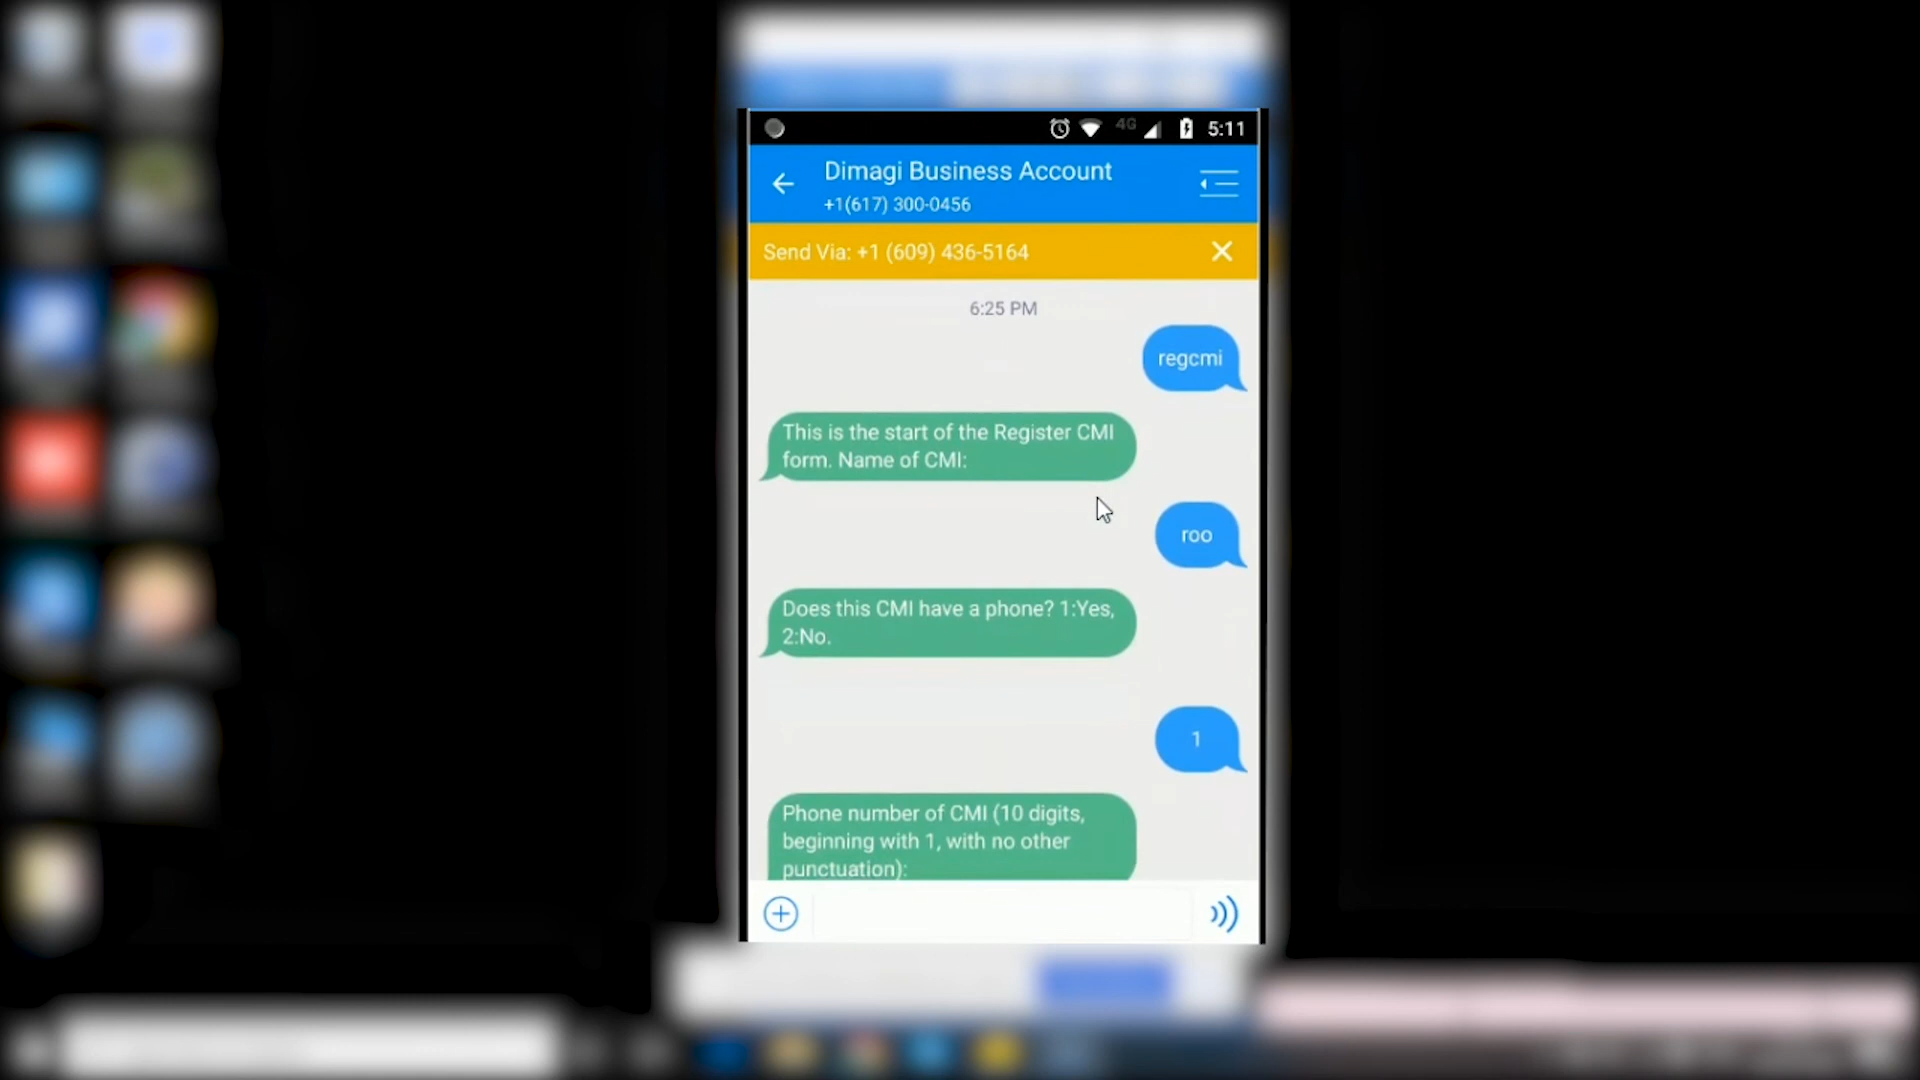 4G 5:11
Dimagi Business Account
+1(617) 300-0456
Send Via: +1 (609) 436-5164
6:25 PM
regcmi
This is the start of the Register CMI
form. Name of CMI:
roo
Does this CMI have a phone? 1:Yes,
2:No.
1
Phone number of CMI (10 digits,
beginning with 1, with no other
punctuation):